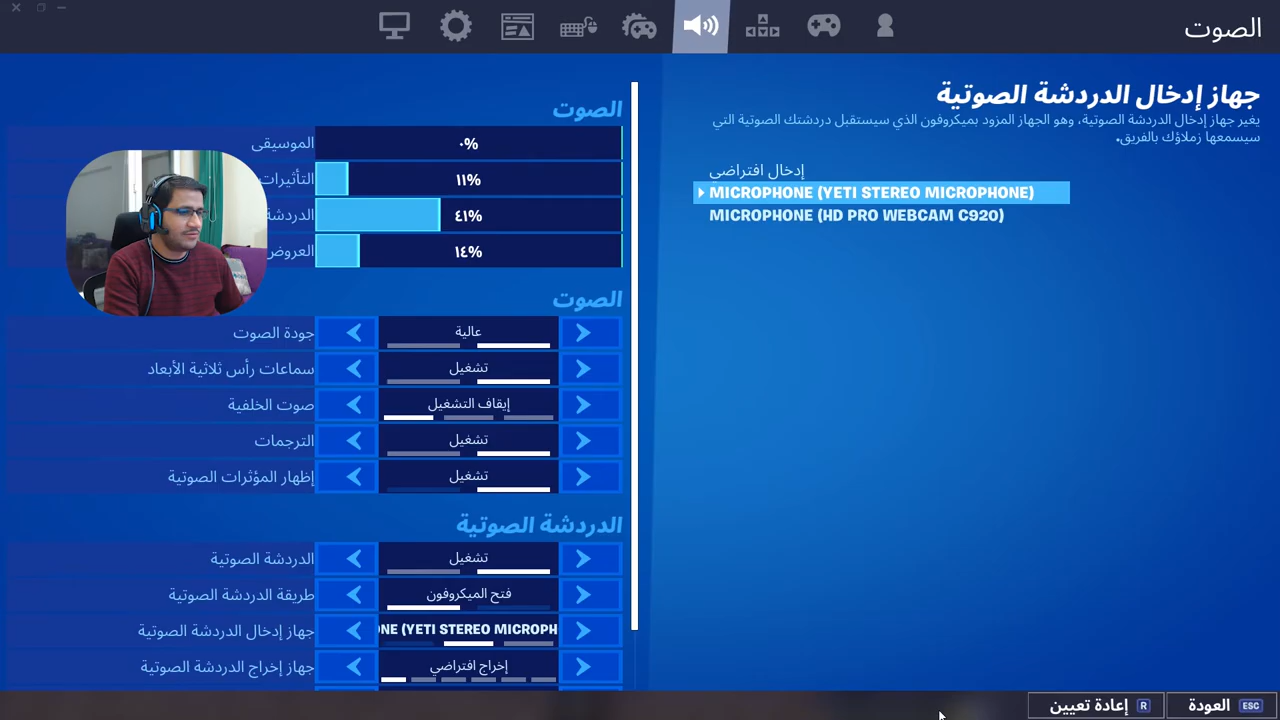 الصوت
الصوت
الموسيقى
٠%
التأثيرات
١١%
الدردشة
٤١%
العروض
١٤%
الصوت
جودة الصوت
عالية
سماعات رأس ثلاثية الأبعاد
تشغيل
صوت الخلفية
إيقاف التشغيل
الترجمات
تشغيل
إظهار المؤثرات الصوتية
تشغيل
الدردشة الصوتية
الدردشة الصوتية
تشغيل
طريقة الدردشة الصوتية
فتح الميكروفون
جهاز إدخال الدردشة الصوتية
ONE (YETI STEREO MICROPH
جهاز إخراج الدردشة الصوتية
إخراج افتراضي
جهاز إدخال الدردشة الصوتية
يغير جهاز إدخال الدردشة الصوتية، وهو الجهاز المزود بميكروفون الذي سيستقبل دردشتك الصوتية التي
سيسمعها زملاؤك بالفريق.
إدخال افتراضي
MICROPHONE (YETI STEREO MICROPHONE)
MICROPHONE (HD PRO WEBCAM C920)
إعادة تعيين R
العودة ESC